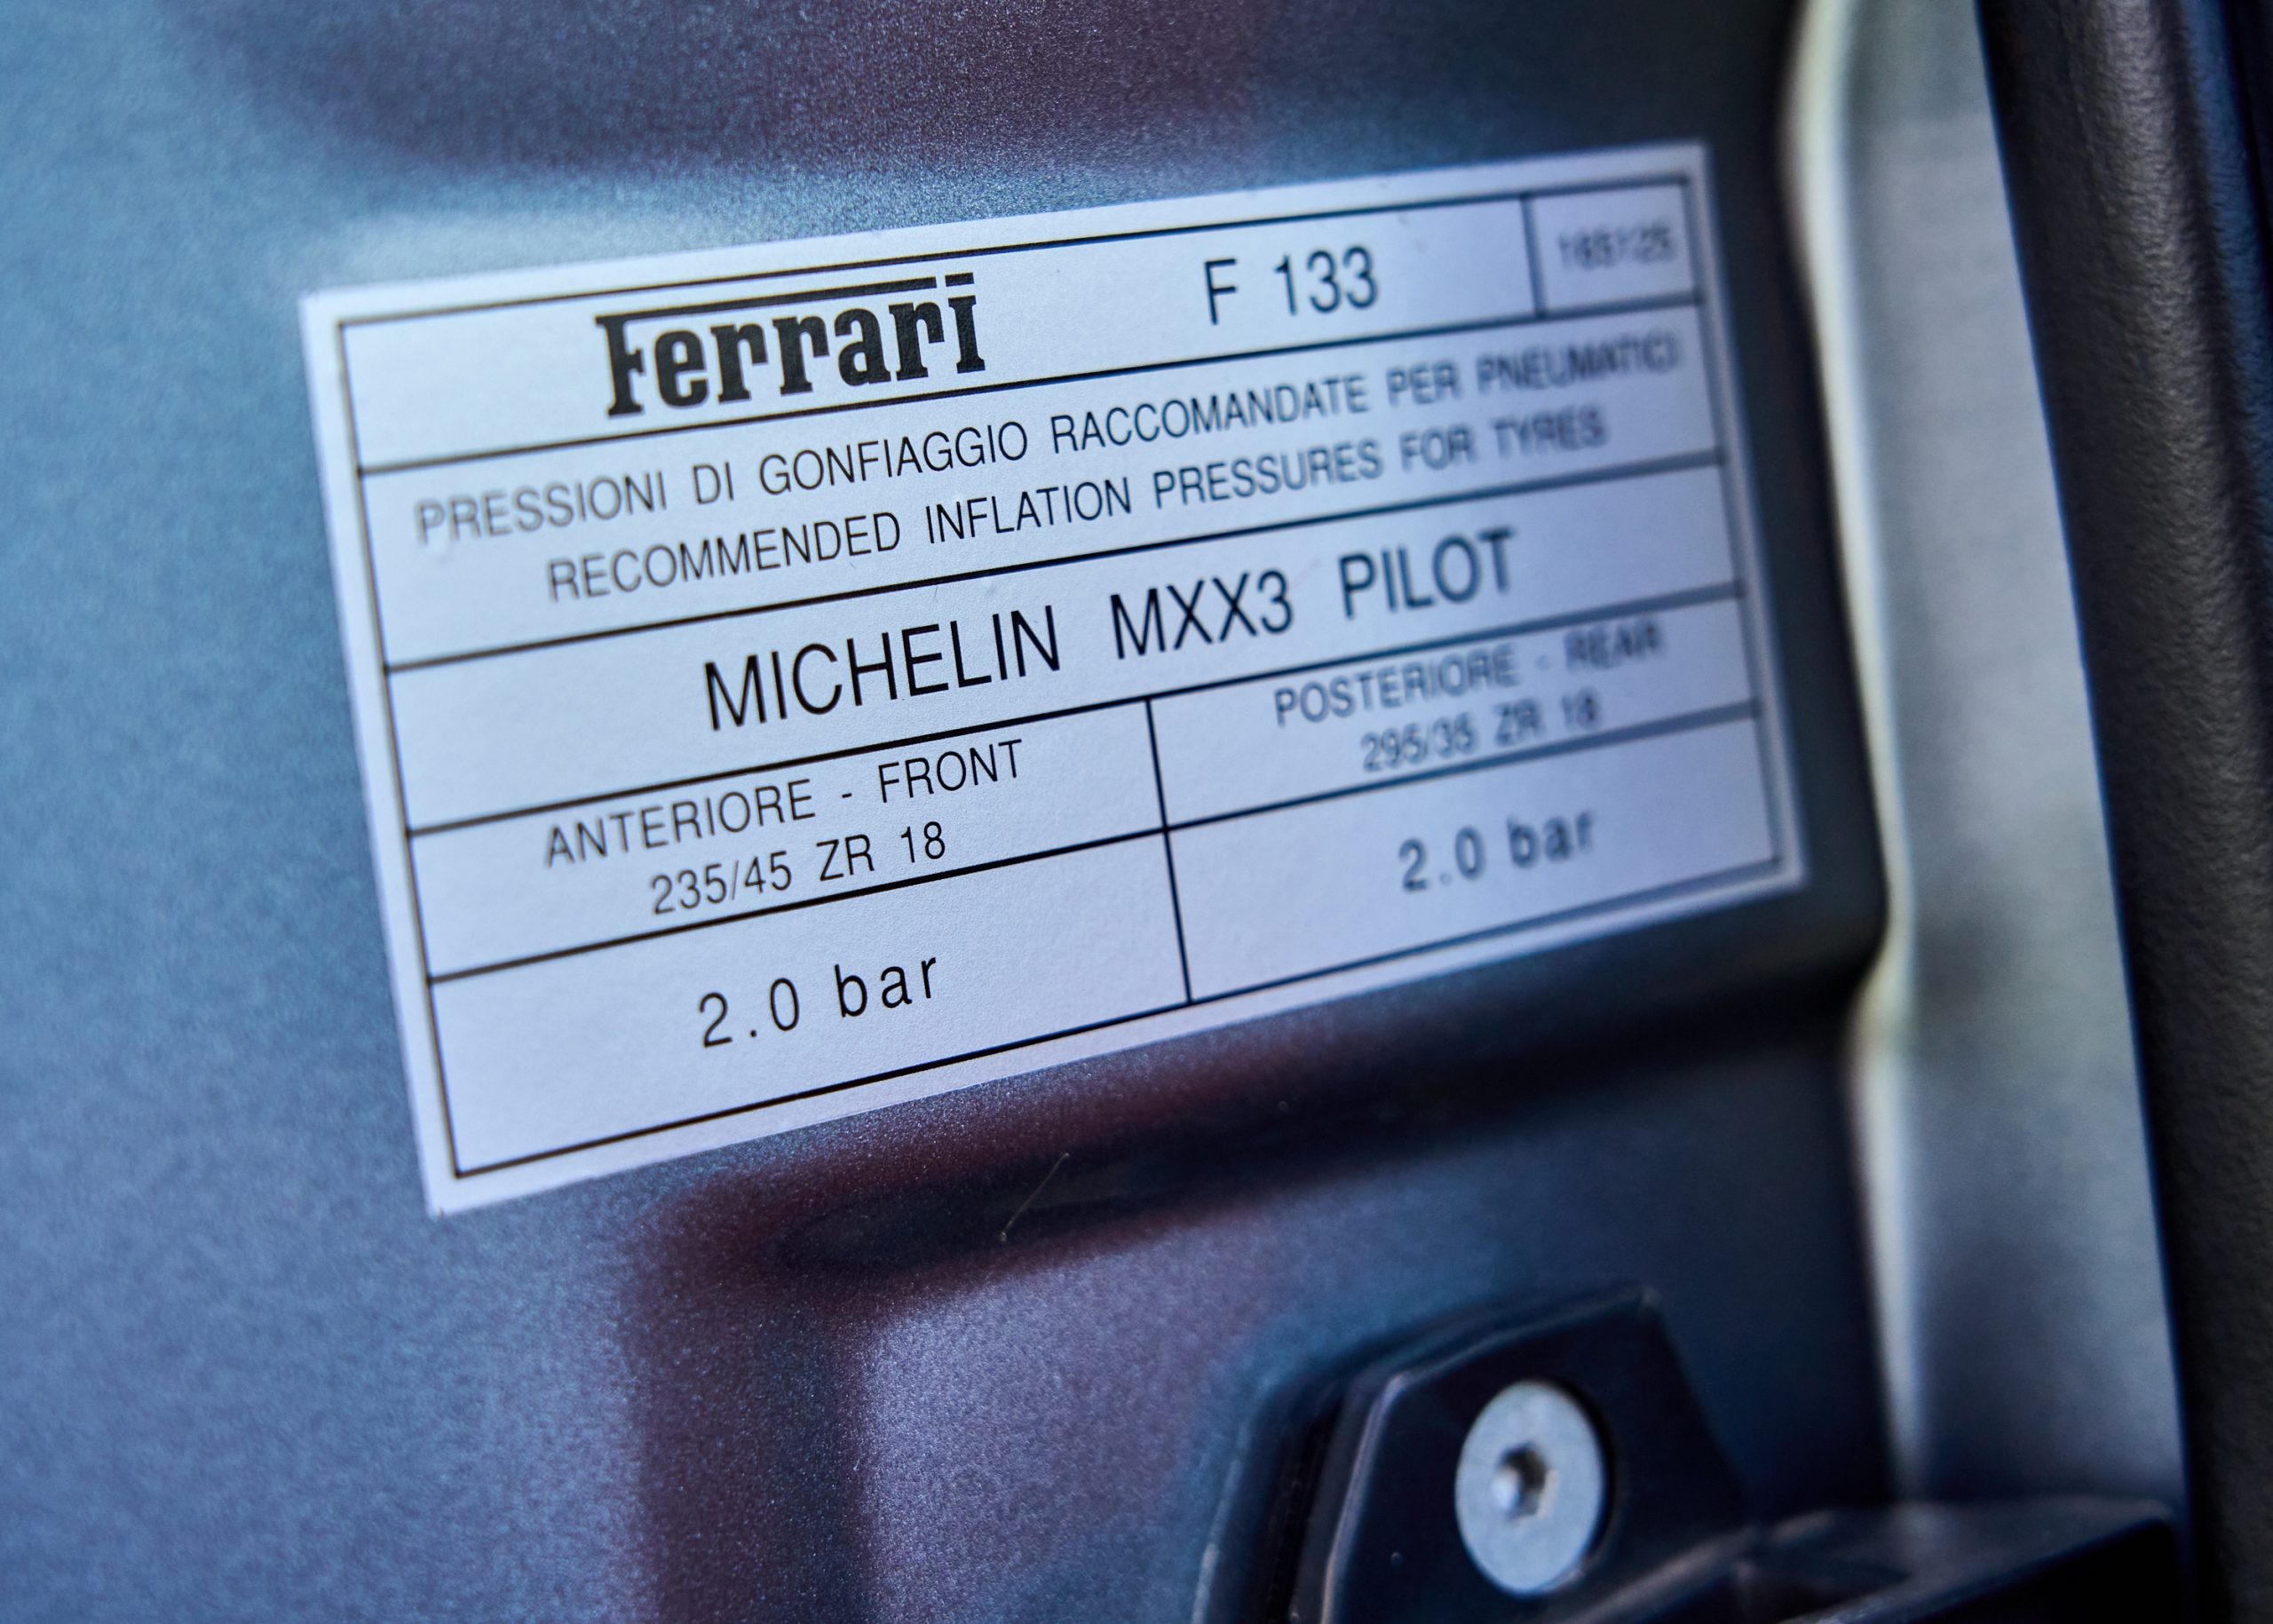 Ferrari F 133 165125
PRESSIONI DI GONFIAGGIO RACCOMANDATE PER PNEUMATICI
RECOMMENDED INFLATION PRESSURES FOR TYRES
MICHELIN MXX3 PILOT
ANTERIORE - FRONT
235/45 ZR 18
POSTERIORE - REAR
295/35 ZR 18
2.0 bar
2.0 bar